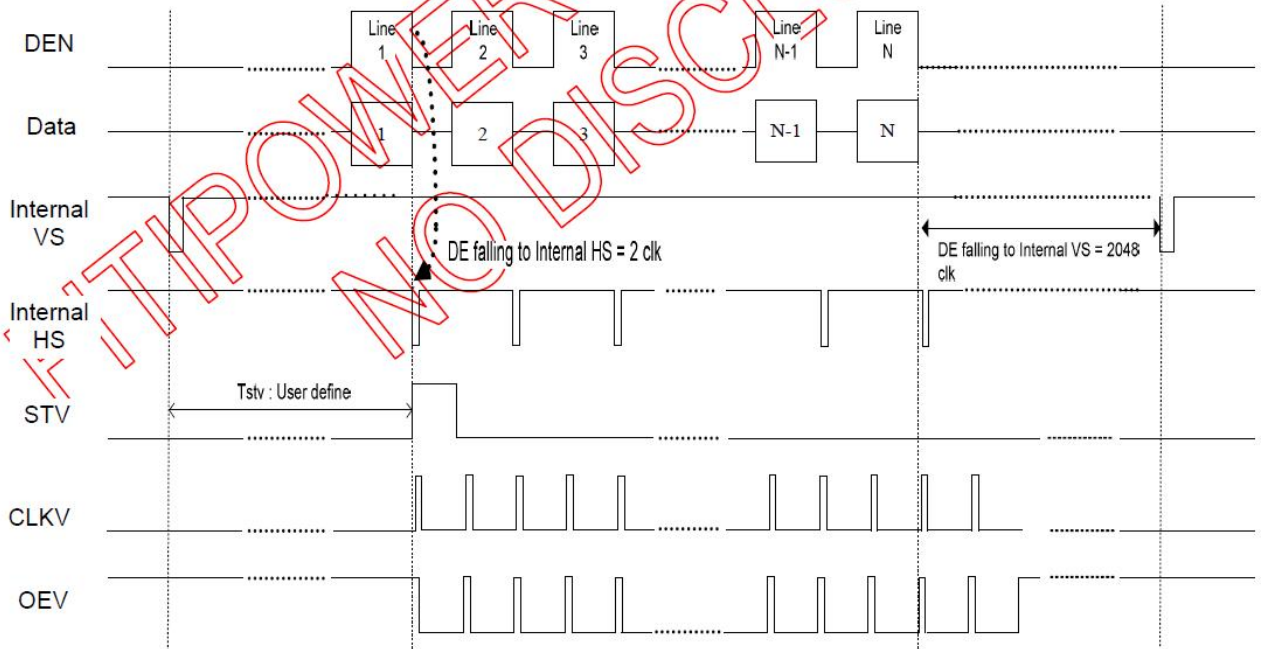 DEN
Line
1
Line
2
Line
3
Line
N-1
Line
N
Data
1
2
3
N-1
N
Internal
VS
DE falling to Internal HS = 2 clk
DE falling to Internal VS = 2048
clk
Internal
HS
Tstv : User define
STV
CLKV
OEV
NO DISCL